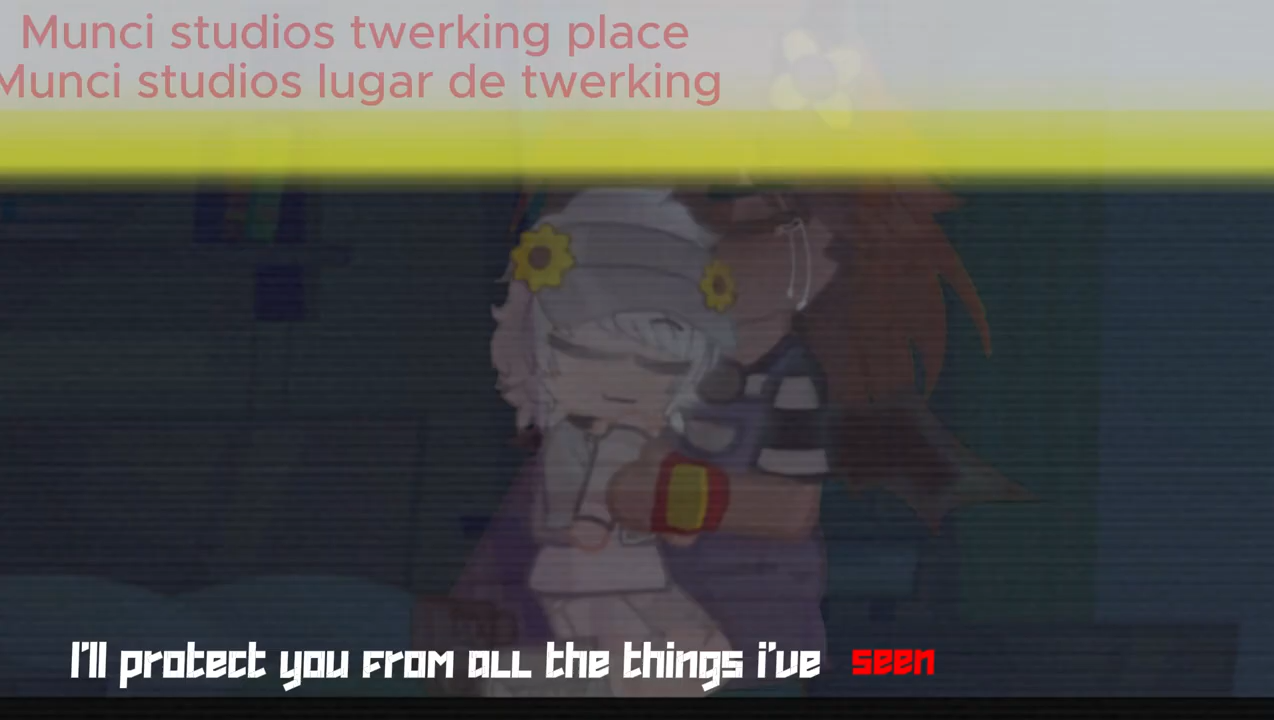 Munci studios twerking place
Munci studios lugar de twerking
I'll protect you from all the things i've seen